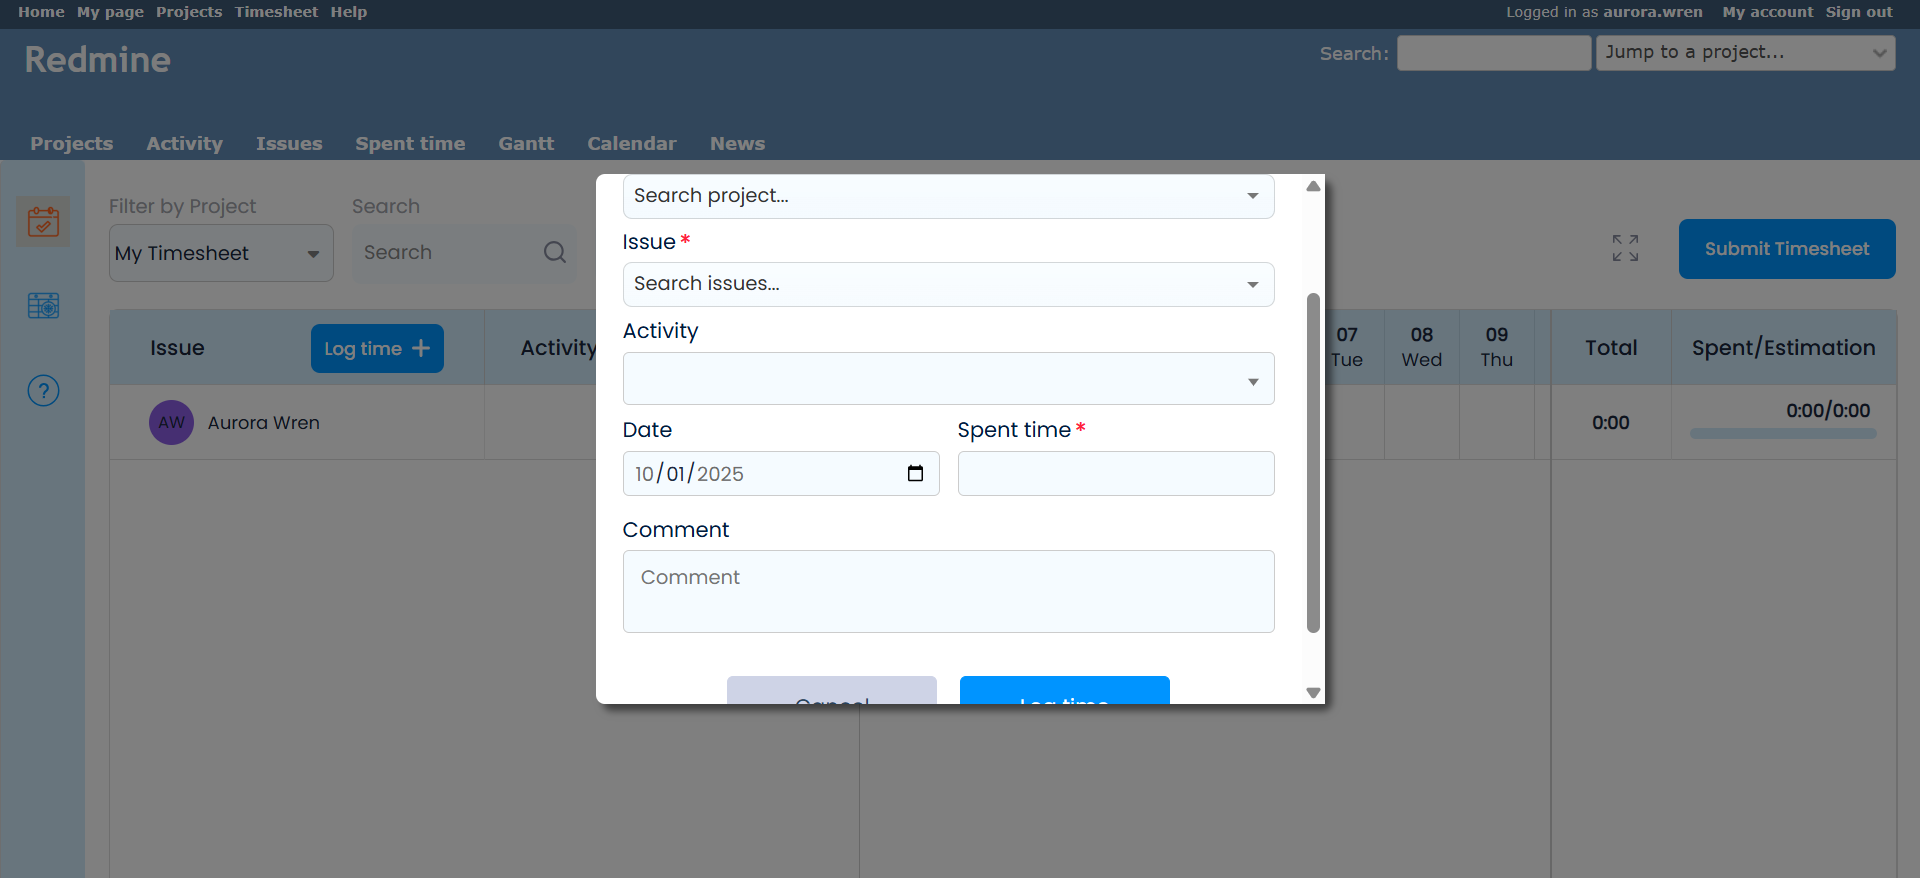 Home My page Projects Timesheet Help
Logged in as aurora.wren My account Sign out
Redmine
Search:
Jump to a project...
Projects Activity Issues Spent time Gantt Calendar News
Filter by Project
My Timesheet
Search
Search
Submit Timesheet
Issue
Log time +
Activity
07
Tue
08
Wed
09
Thu
Total
Spent/Estimation
AW
Aurora Wren
0:00
0:00/0:00
?
Search project...
Issue *
Search issues...
Activity
Date
10/01/2025
Spent time *
Comment
Comment
Cancel
Log time